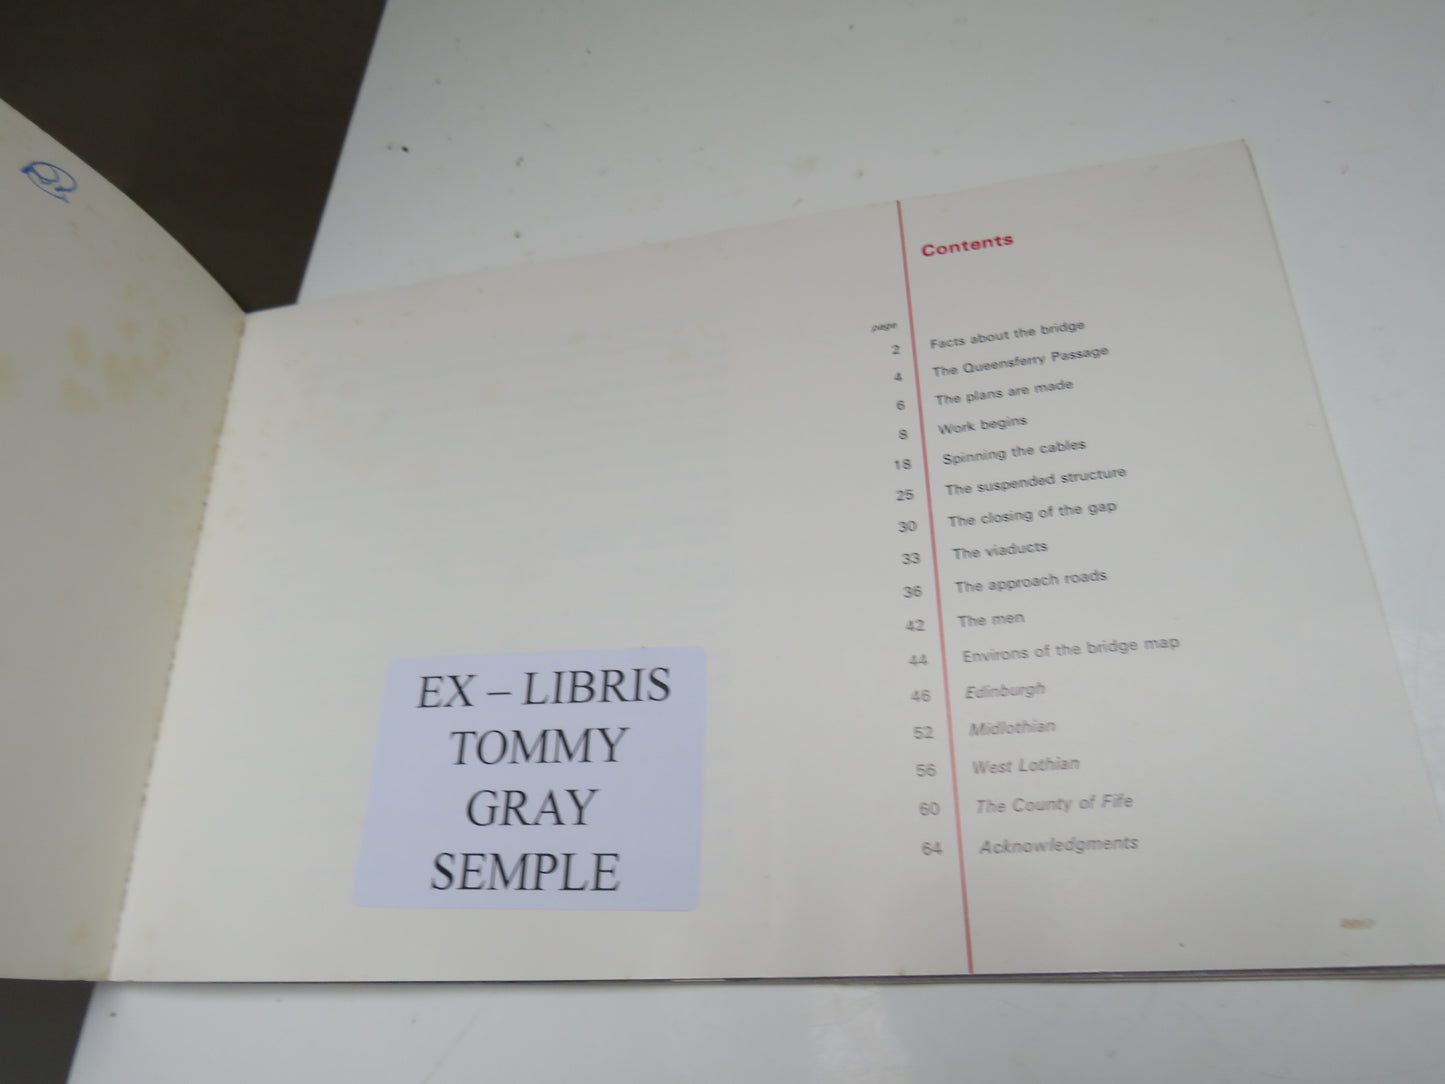 Contents
page
2 Facts about the bridge
4 The Queensferry Passage
6 The plans are made
8 Work begins
18 Spinning the cables
25 The suspended structure
30 The closing of the gap
33 The viaducts
36 The approach roads
42 The men
44 Environs of the bridge map
46 Edinburgh
52 Midlothian
56 West Lothian
60 The County of Fife
64 Acknowledgments
EX – LIBRIS
TOMMY
GRAY
SEMPLE